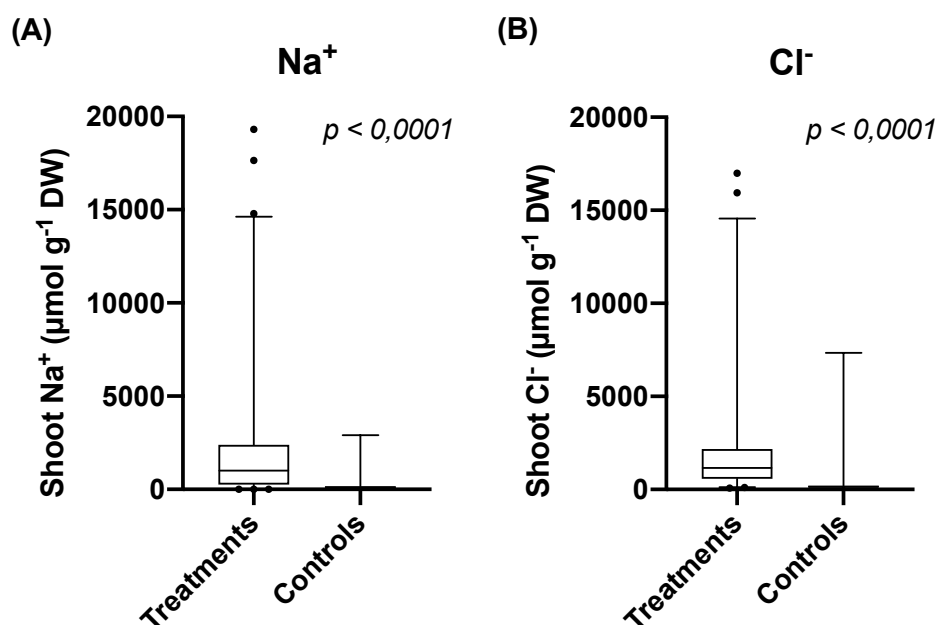 (A)
Na⁺
p < 0,0001
Shoot Na⁺ (µmol g⁻¹ DW)
20000
15000
10000
5000
0
Treatments
Controls
(B)
Cl⁻
p < 0,0001
Shoot Cl⁻ (µmol g⁻¹ DW)
20000
15000
10000
5000
0
Treatments
Controls